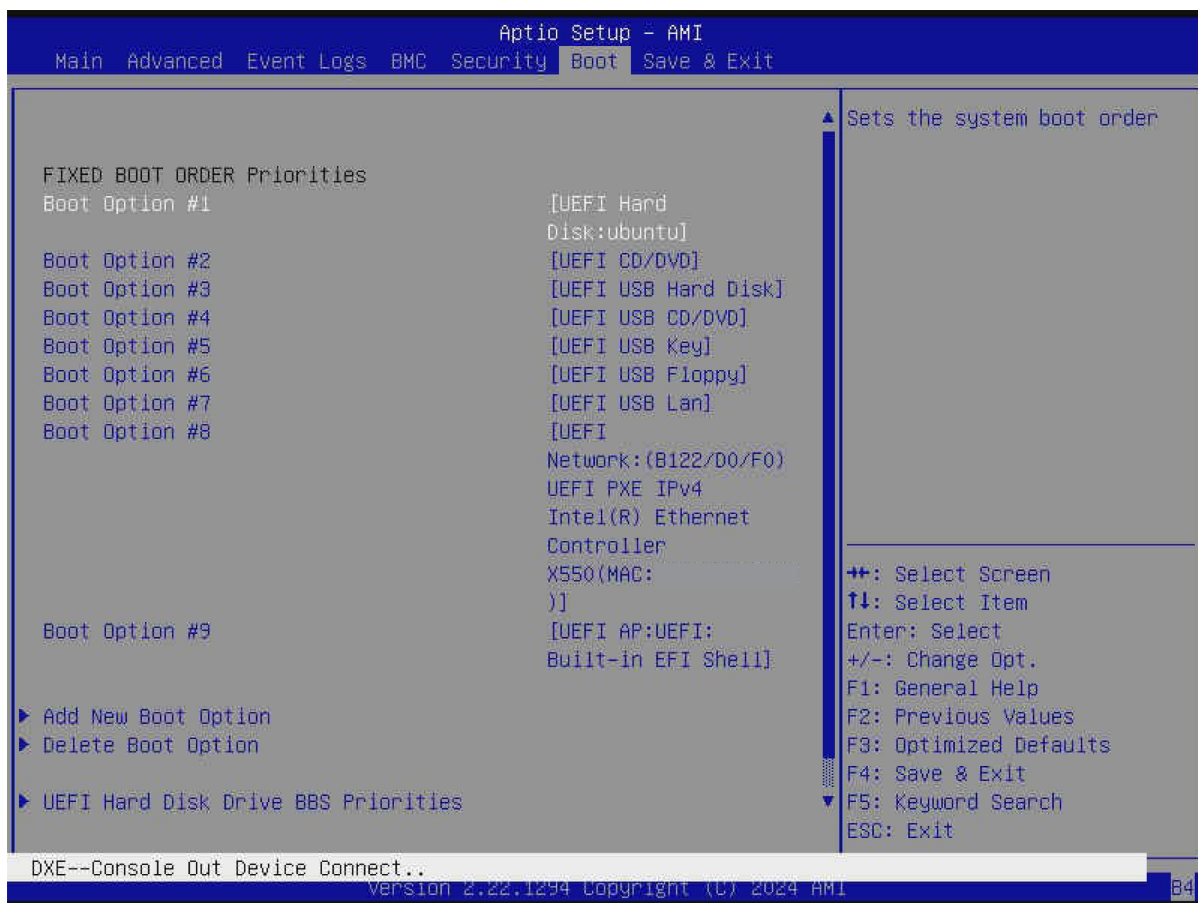 Aptio Setup - AMI
Main Advanced Event Logs BMC Security Boot Save & Exit
Sets the system boot order
FIXED BOOT ORDER Priorities
Boot Option #1 [UEFI Hard
Disk:ubuntu]
Boot Option #2 [UEFI CD/DVD]
Boot Option #3 [UEFI USB Hard Disk]
Boot Option #4 [UEFI USB CD/DVD]
Boot Option #5 [UEFI USB Key]
Boot Option #6 [UEFI USB Floppy]
Boot Option #7 [UEFI USB Lan]
Boot Option #8 [UEFI
Network:(B122/D0/F0)
UEFI PXE IPv4
Intel(R) Ethernet
Controller
X550(MAC:
)]
Boot Option #9 [UEFI AP:UEFI:
Built-in EFI Shell]
Add New Boot Option
Delete Boot Option
UEFI Hard Disk Drive BBS Priorities
→←: Select Screen
↑↓: Select Item
Enter: Select
+/-: Change Opt.
F1: General Help
F2: Previous Values
F3: Optimized Defaults
F4: Save & Exit
F5: Keyword Search
ESC: Exit
DXE--Console Out Device Connect..
Version 2.22.1294 Copyright (C) 2024 AMI
B4